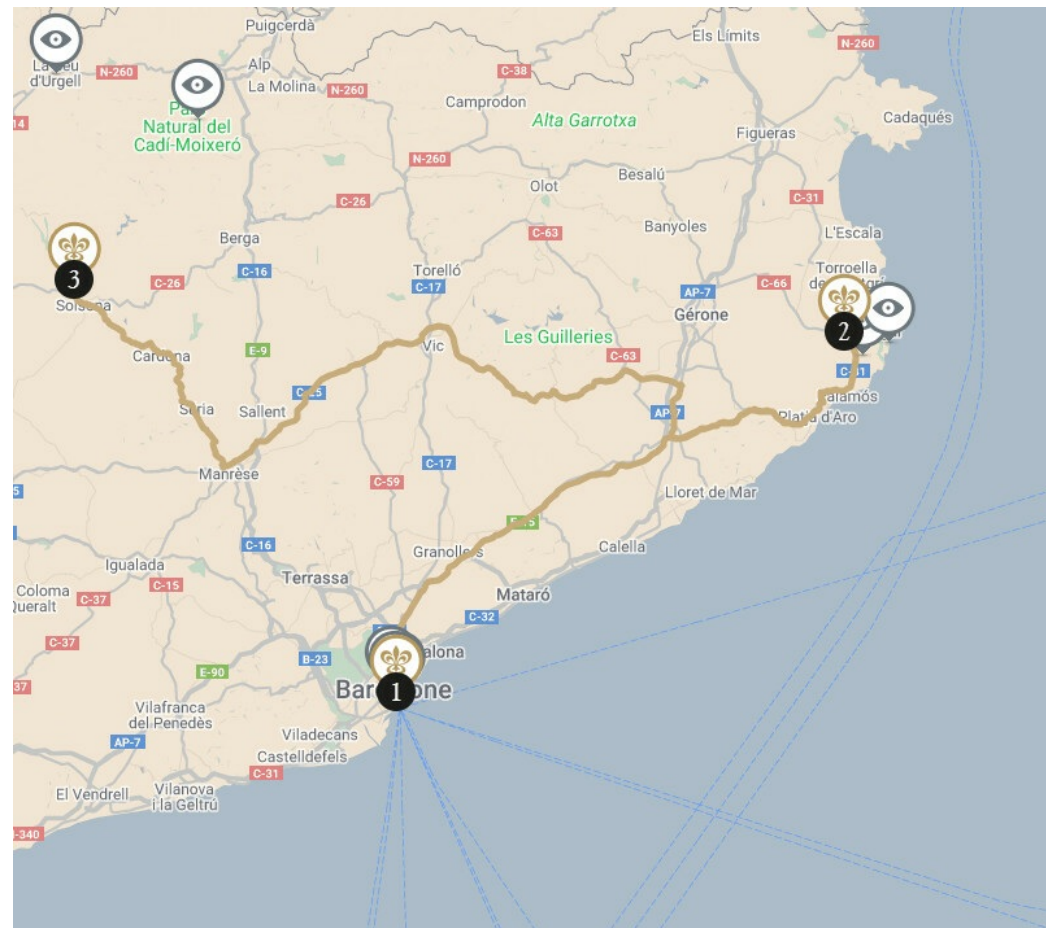 Puigcerdà
Els Límits
N-260
Alp
N-260
C-38
d'Urgell
La Molina
N-260
Camprodon
Cadaqués
14
Natural del
Cadí-Moixeró
Alta Garrotxa
Figueras
N-260
Besalú
Olot
C-26
C-31
Banyoles
L'Escala
Berga
C-63
Torelló
Torroella
C-16
C-26
C-17
C-66
3
AP-7
Gérone
2
Vic
Les Guilleries
C-63
E-9
Cardona
C-31
Súria
Sallent
C-25
AP-7
Platja d'Aro
Manrèse
C-17
C-59
Lloret de Mar
E-15
C-16
Granollers
Calella
Igualada
Terrassa
Coloma
Queralt
C-37
C-15
Mataró
C-32
C-37
B-23
E-90
37
1
Vilafranca
del Penedès
Viladecans
AP-7
Castelldefels
C-31
El Vendrell
Vilanova
i la Geltrú
-340